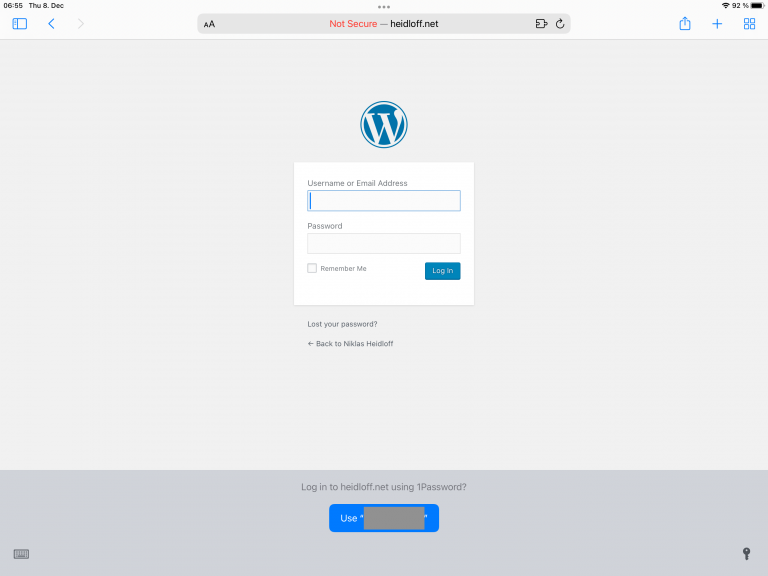 06:55 Thu 8. Dec
92 %
AA
Not Secure — heidloff.net
Username or Email Address
Password
Remember Me
Log In
Lost your password?
← Back to Niklas Heidloff
Log in to heidloff.net using 1Password?
Use “ ”